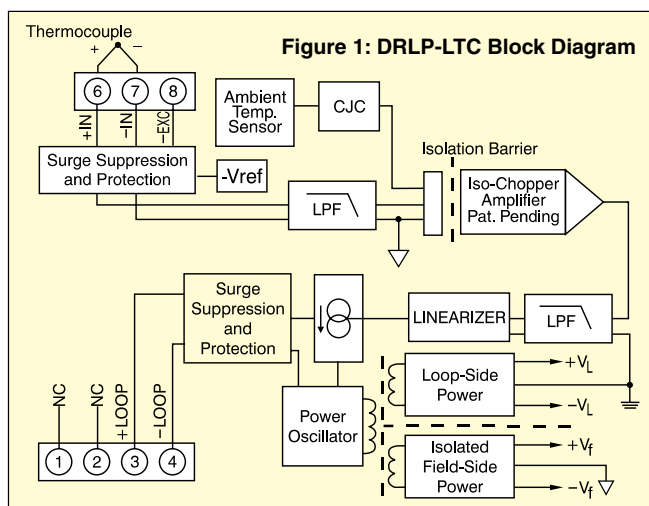 Figure 1: DRLP-LTC Block Diagram
Thermocouple
+ −
6 7 8
+IN
−IN
−EXC
Surge Suppression
and Protection
-Vref
Ambient
Temp.
Sensor
CJC
LPF
Isolation Barrier
Iso-Chopper
Amplifier
Pat. Pending
Surge
Suppression
and
Protection
LINEARIZER
LPF
Power
Oscillator
Loop-Side
Power
+VL
−VL
Isolated
Field-Side
Power
+Vf
−Vf
NC
NC
+LOOP
−LOOP
1 2 3 4